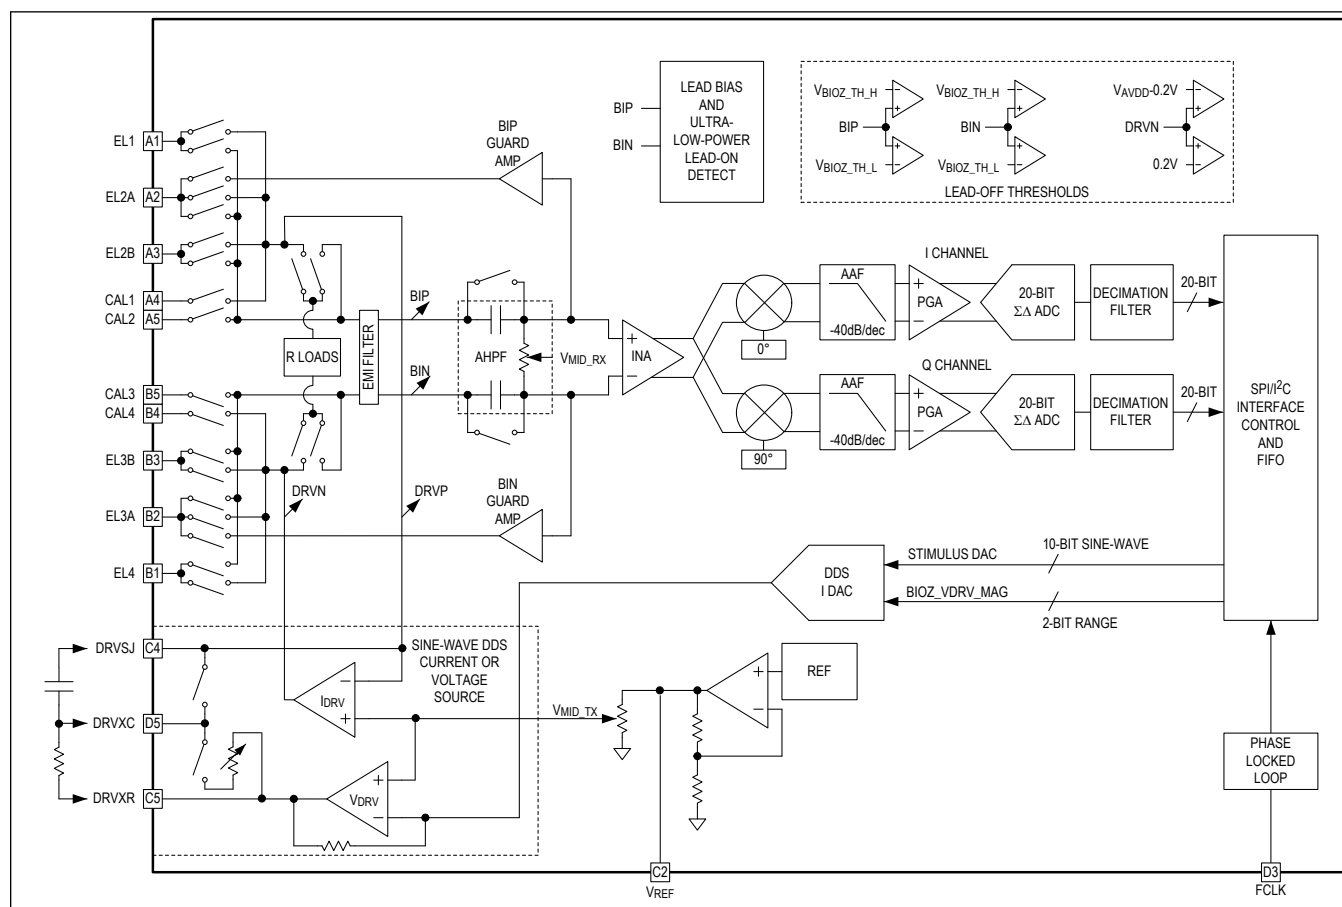 EL1 A1
EL2A A2
EL2B A3
CAL1 A4
CAL2 A5
CAL3 B5
CAL4 B4
EL3B B3
EL3A B2
EL4 B1
DRVSJ C4
DRVXC D5
DRVXR C5
BIP
GUARD
AMP
R LOADS
EMI FILTER
BIP
BIN
AHPF
VMID_RX
INA
DRVN
DRVP
BIN
GUARD
AMP
BIP
BIN
LEAD BIAS
AND
ULTRA-
LOW-POWER
LEAD-ON
DETECT
VBIOZ_TH_H
BIP
VBIOZ_TH_L
VBIOZ_TH_H
BIN
VBIOZ_TH_L
VAVDD-0.2V
DRVN
0.2V
LEAD-OFF THRESHOLDS
0°
AAF
-40dB/dec
I CHANNEL
PGA
20-BIT
ΣΔ ADC
DECIMATION
FILTER
20-BIT
90°
AAF
-40dB/dec
Q CHANNEL
PGA
20-BIT
ΣΔ ADC
DECIMATION
FILTER
20-BIT
SPI/I²C
INTERFACE
CONTROL
AND
FIFO
STIMULUS DAC
10-BIT SINE-WAVE
BIOZ_VDRV_MAG
2-BIT RANGE
DDS
I DAC
SINE-WAVE DDS
CURRENT OR
VOLTAGE
SOURCE
IDRV
VDRV
VMID_TX
REF
PHASE
LOCKED
LOOP
C2
VREF
D3
FCLK